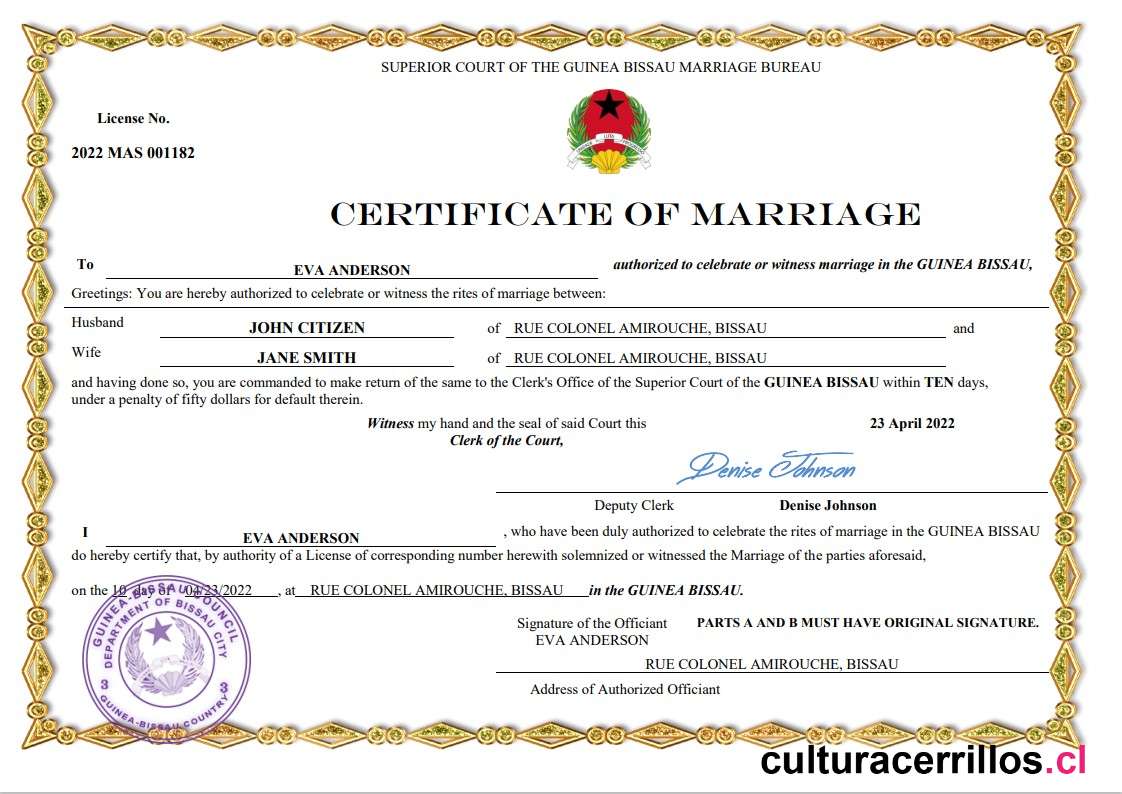 SUPERIOR COURT OF THE GUINEA BISSAU MARRIAGE BUREAU
License No.
2022 MAS 001182
CERTIFICATE OF MARRIAGE
To EVA ANDERSON authorized to celebrate or witness marriage in the GUINEA BISSAU,
Greetings: You are hereby authorized to celebrate or witness the rites of marriage between:
Husband JOHN CITIZEN of RUE COLONEL AMIROUCHE, BISSAU and
Wife JANE SMITH of RUE COLONEL AMIROUCHE, BISSAU
and having done so, you are commanded to make return of the same to the Clerk's Office of the Superior Court of the GUINEA BISSAU within TEN days,
under a penalty of fifty dollars for default therein.
Witness my hand and the seal of said Court this 23 April 2022
Clerk of the Court,
Denise Johnson
Deputy Clerk Denise Johnson
I EVA ANDERSON , who have been duly authorized to celebrate the rites of marriage in the GUINEA BISSAU
do hereby certify that, by authority of a License of corresponding number herewith solemnized or witnessed the Marriage of the parties aforesaid,
on the 10 day of 04/23/2022 , at RUE COLONEL AMIROUCHE, BISSAU in the GUINEA BISSAU.
Signature of the Officiant PARTS A AND B MUST HAVE ORIGINAL SIGNATURE.
EVA ANDERSON
RUE COLONEL AMIROUCHE, BISSAU
Address of Authorized Officiant
GUINEA-BISSAU COUNCIL
DEPARTMENT OF BISSAU CITY
3 3
GUINEA-BISSAU COUNTRY
culturacerrillos.cl